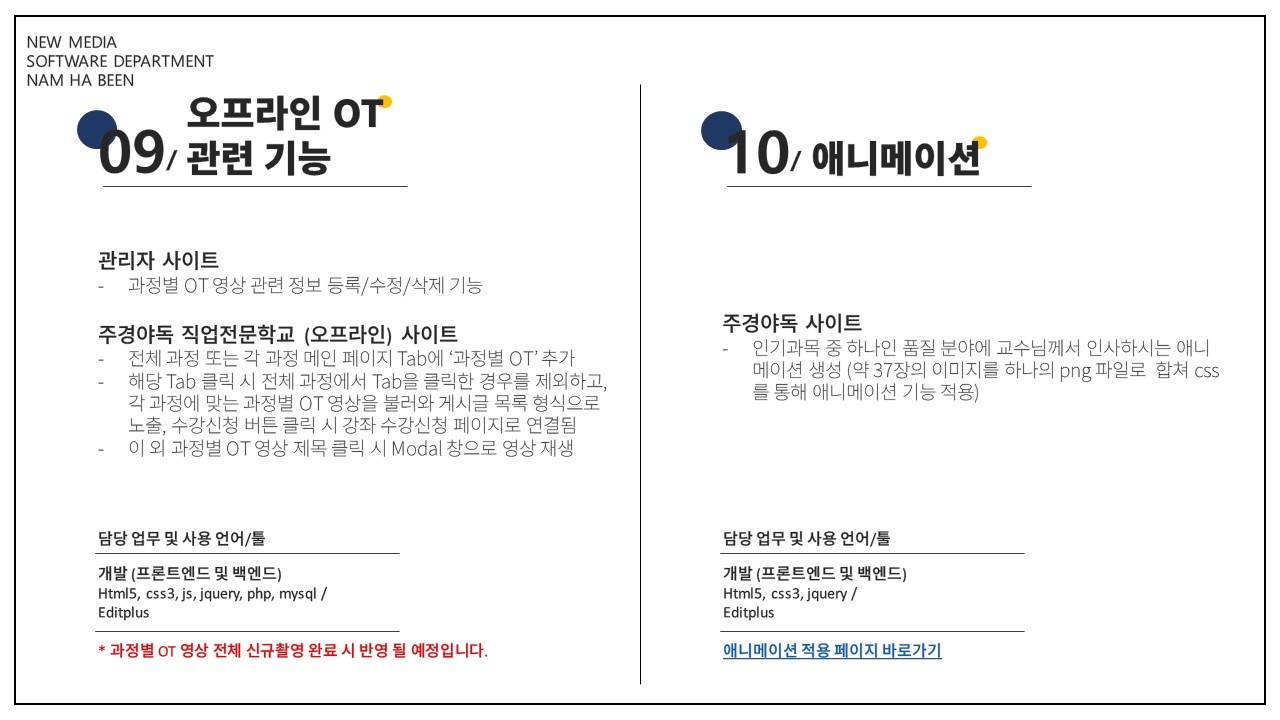 NEW MEDIA
SOFTWARE DEPARTMENT
NAM HA BEEN
09/ 오프라인 OT
관련 기능
관리자 사이트
- 과정별 OT 영상 관련 정보 등록/수정/삭제 기능
주경야독 직업전문학교 (오프라인) 사이트
- 전체 과정 또는 각 과정 메인 페이지 Tab에 ‘과정별 OT’ 추가
- 해당 Tab 클릭 시 전체 과정에서 Tab을 클릭한 경우를 제외하고,
각 과정에 맞는 과정별 OT 영상을 불러와 게시글 목록 형식으로
노출, 수강신청 버튼 클릭 시 강좌 수강신청 페이지로 연결됨
- 이 외 과정별 OT 영상 제목 클릭 시 Modal 창으로 영상 재생
담당 업무 및 사용 언어/툴
개발 (프론트엔드 및 백엔드)
Html5, css3, js, jquery, php, mysql /
Editplus
* 과정별 OT 영상 전체 신규촬영 완료 시 반영 될 예정입니다.
10/ 애니메이션
주경야독 사이트
- 인기과목 중 하나인 품질 분야에 교수님께서 인사하시는 애니
메이션 생성 (약 37장의 이미지를 하나의 png 파일로 합쳐 css
를 통해 애니메이션 기능 적용)
담당 업무 및 사용 언어/툴
개발 (프론트엔드 및 백엔드)
Html5, css3, jquery /
Editplus
애니메이션 적용 페이지 바로가기